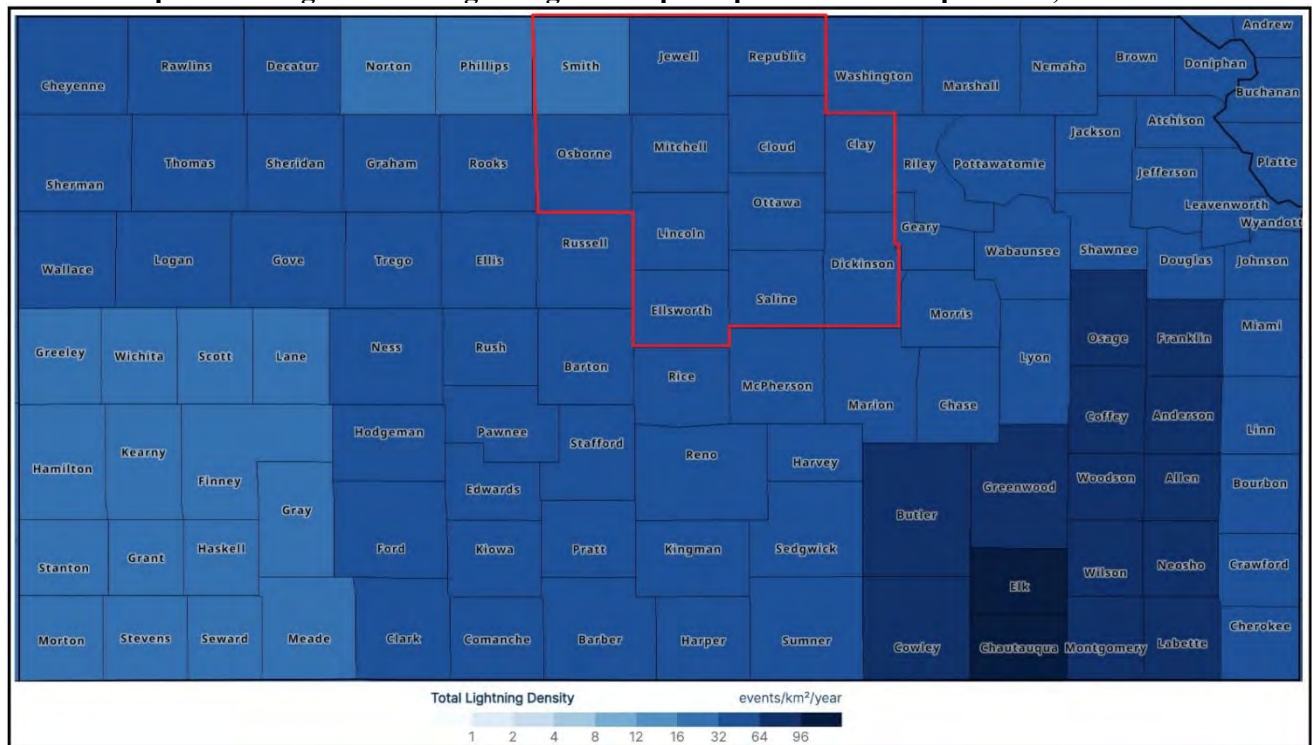 Andrew
Cheyenne Rawlins Decatur Norton Phillips Smith Jewell Republic Washington Marshall Nemaha Brown Doniphan
Buchanan
Sherman Thomas Sheridan Graham Rooks Osborne Mitchell Cloud Clay Riley Pottawatomie Jackson Atchison Platte
Jefferson
Ottawa
Leavenworth
Wyandott
Wallace Logan Gove Trego Ellis Russell Lincoln Dickinson Geary Wabaunsee Shawnee Douglas Johnson
Ellsworth Saline Morris
Greeley Wichita Scott Lane Ness Rush Barton Rice McPherson Marion Chase Lyon Osage Franklin Miami
Hamilton Kearny Finney Hodgeman Pawnee Stafford Reno Harvey Coffey Anderson Linn
Gray Edwards Butler Greenwood Woodson Allen Bourbon
Stanton Grant Haskell Ford Kiowa Pratt Kingman Sedgwick Elk Wilson Neosho Crawford
Morton Stevens Seward Meade Clark Comanche Barber Harper Sumner Cowley Chautauqua Montgomery Labette Cherokee
Total Lightning Density events/km²/year
1 2 4 8 12 16 32 64 96